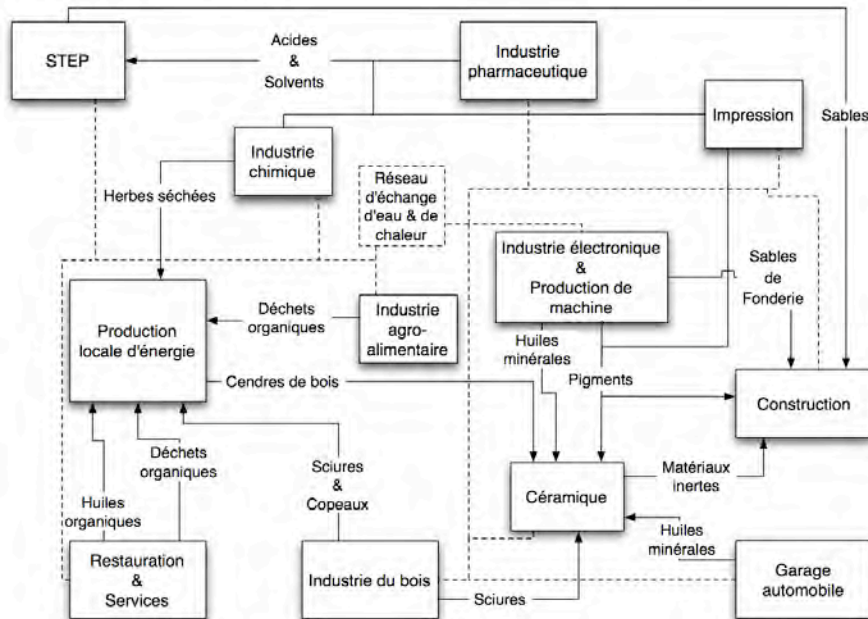 STEP
Acides
&
Solvents
Industrie
pharmaceutique
Impression
Sables
Industrie
chimique
Herbes séchées
Réseau
d'échange
d'eau & de
chaleur
Industrie électronique
&
Production de
machine
Sables
de
Fonderie
Production
locale d'énergie
Déchets
organiques
Industrie
agro-
alimentaire
Huiles
minérales
Pigments
Cendres de bois
Construction
Déchets
organiques
Sciures
&
Copeaux
Céramique
Matériaux
inertes
Huiles
organiques
Huiles
minérales
Restauration
&
Services
Industrie du bois
Sciures
Garage
automobile